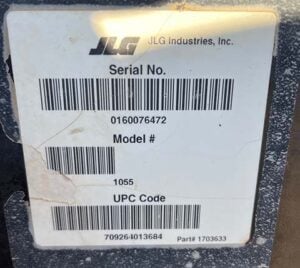 JLG JLG Industries, Inc.
Serial No.
0160076472
Model #
1055
UPC Code
709264013684
Part# 1703633